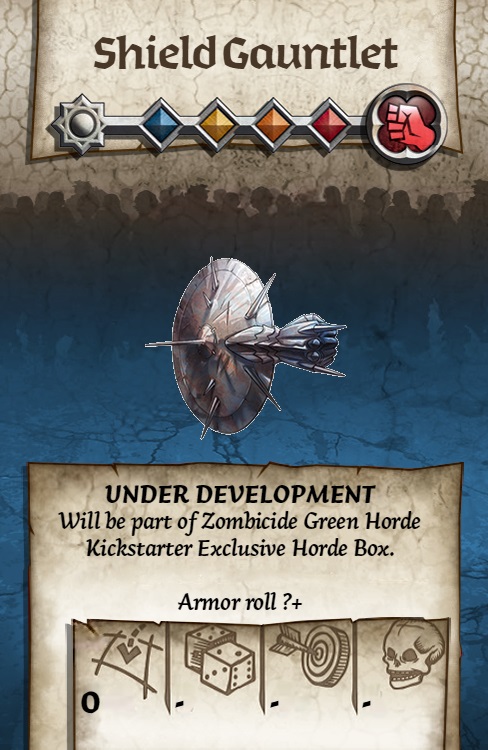 Shield Gauntlet
UNDER DEVELOPMENT
Will be part of Zombicide Green Horde
Kickstarter Exclusive Horde Box.
Armor roll ?+
0 - - -